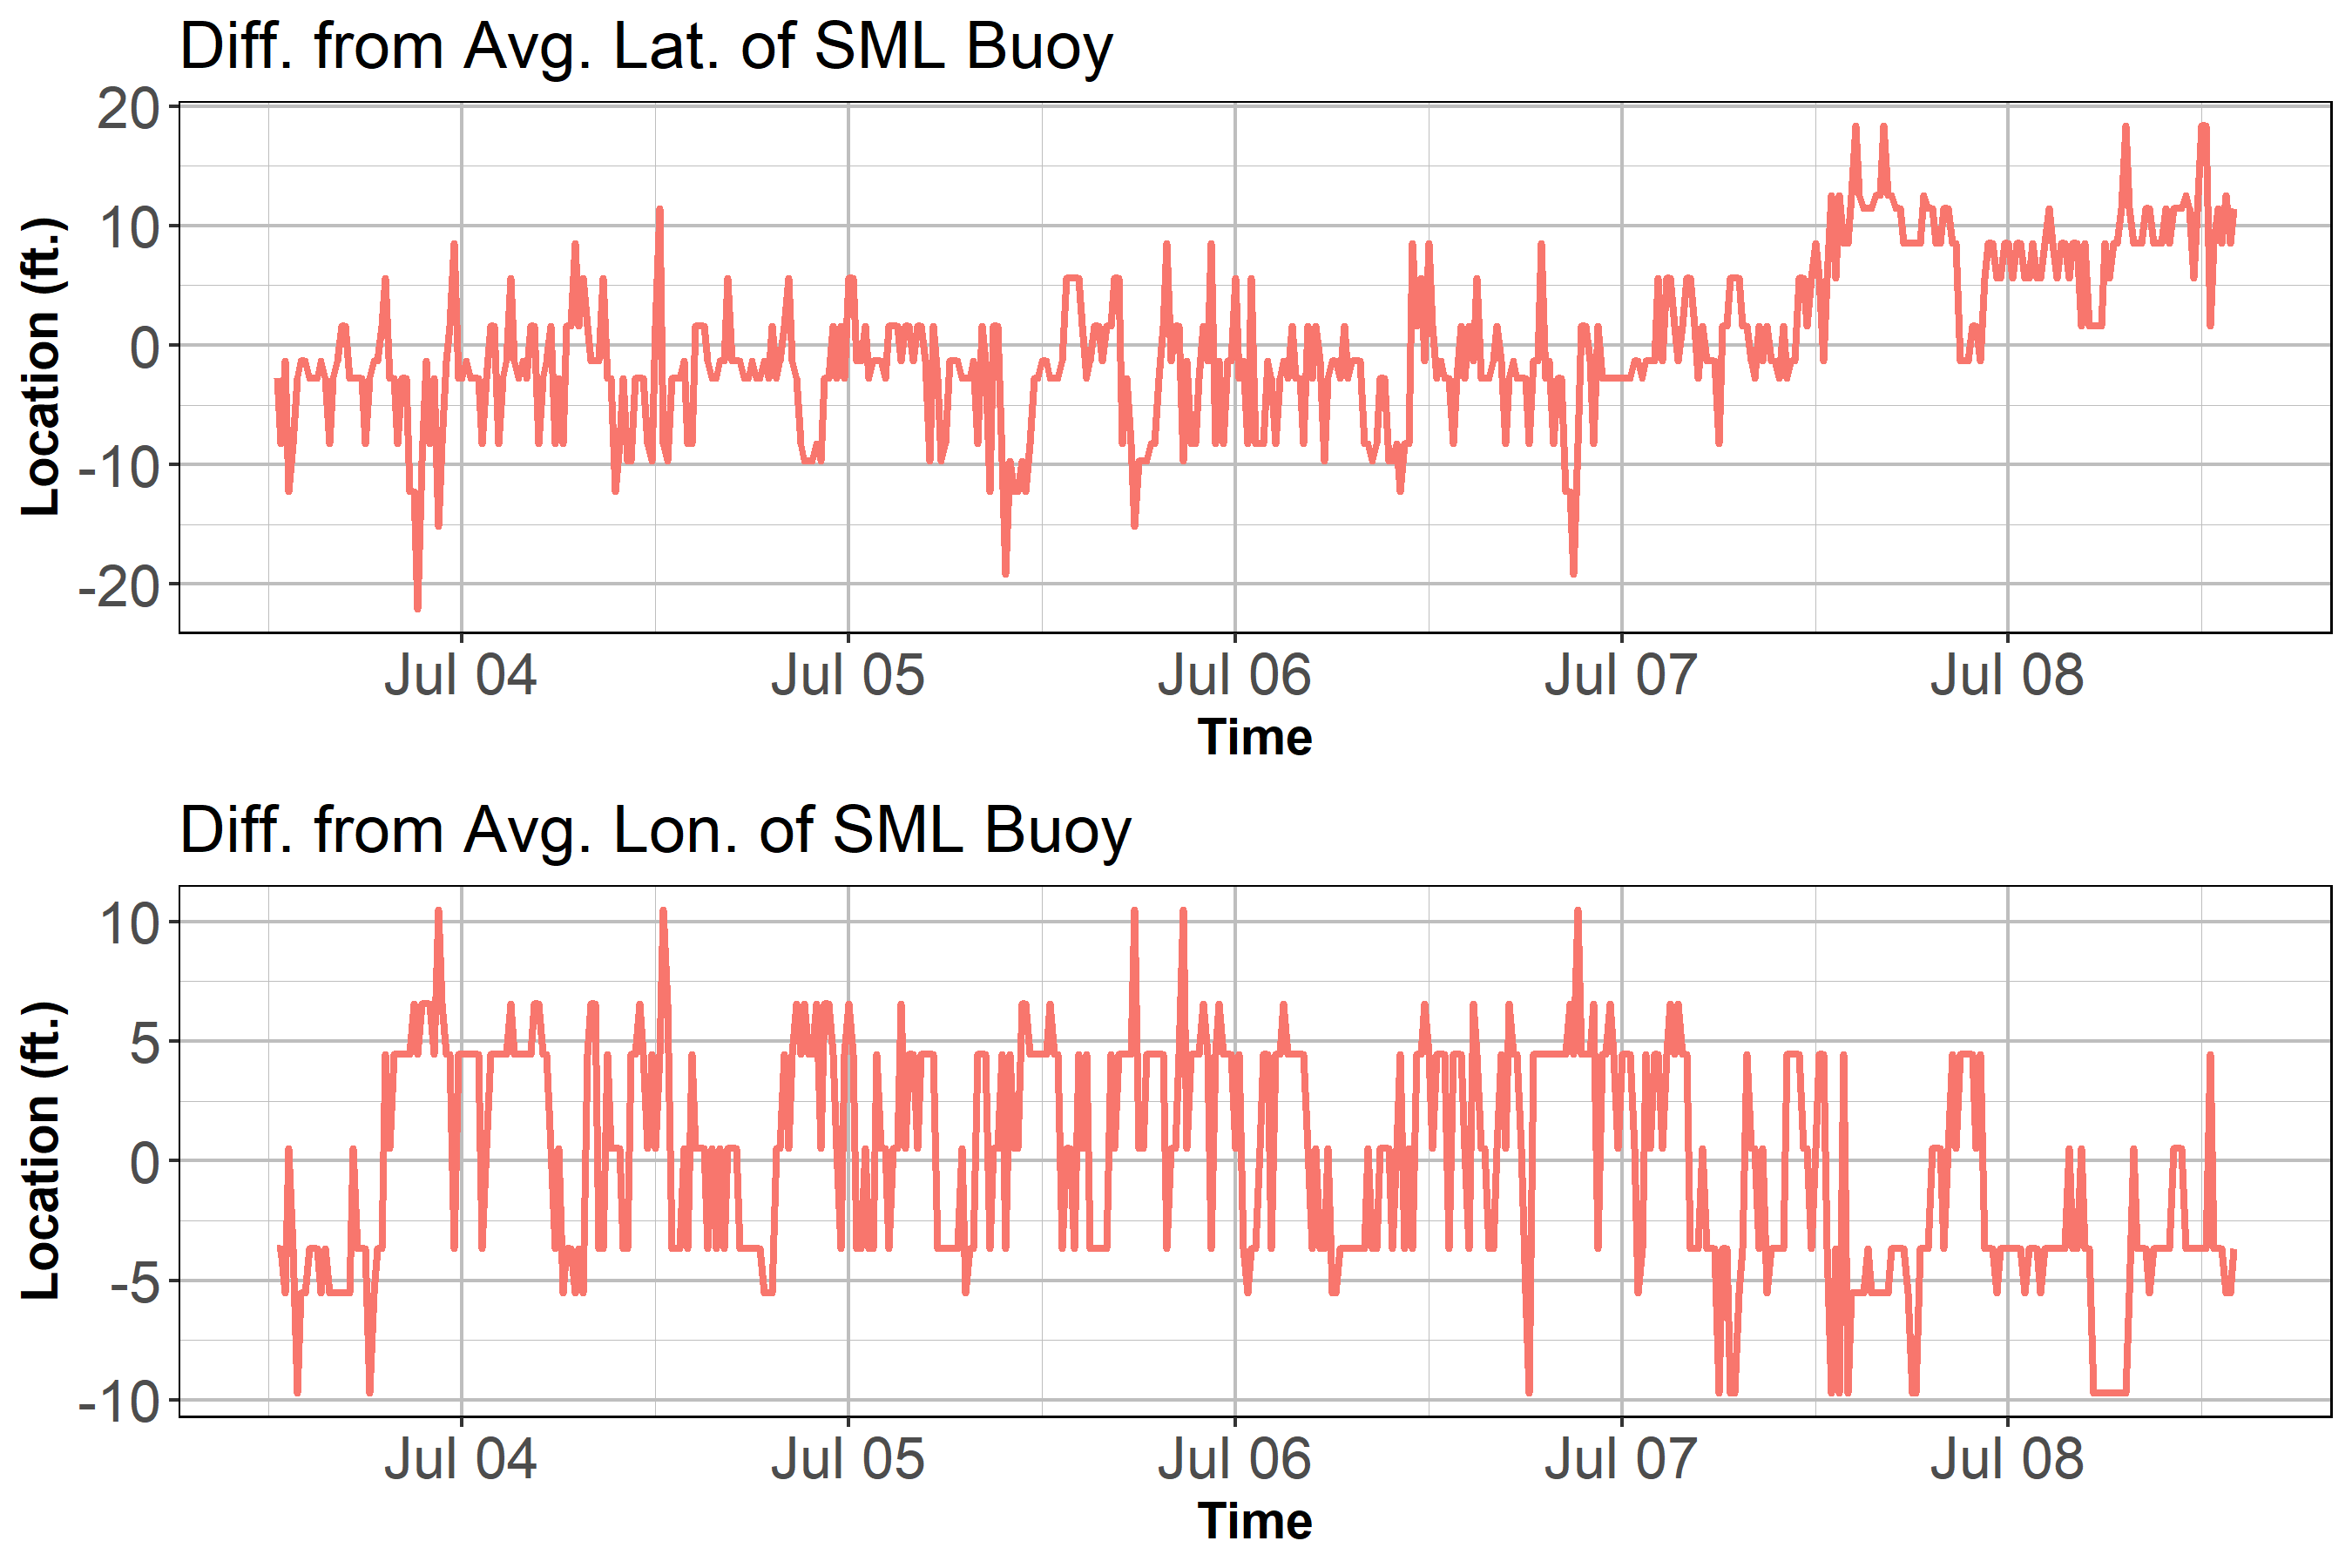 Diff. from Avg. Lat. of SML Buoy
20
10
0
-10
-20
Location (ft.)
Jul 04 Jul 05 Jul 06 Jul 07 Jul 08
Time
Diff. from Avg. Lon. of SML Buoy
10
5
0
-5
-10
Location (ft.)
Jul 04 Jul 05 Jul 06 Jul 07 Jul 08
Time